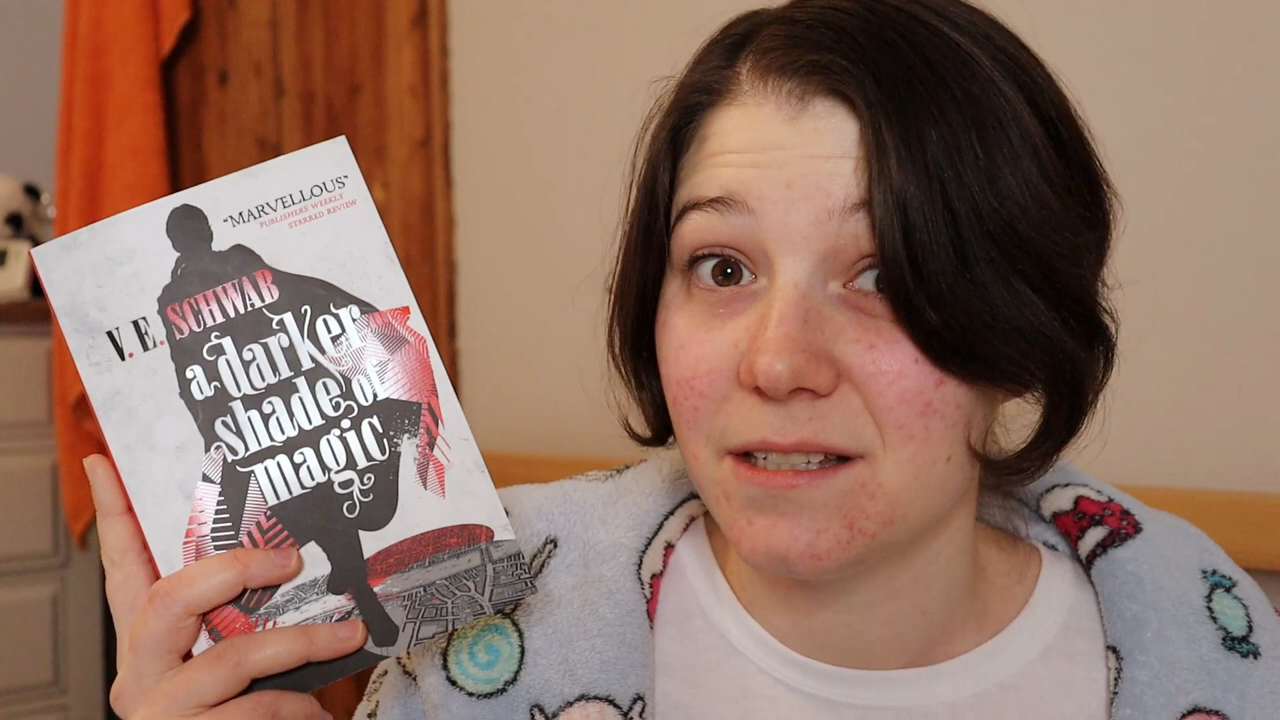 "MARVELLOUS"
PUBLISHERS WEEKLY
STARRED REVIEW
V. E. SCHWAB
a darker
shade of
magic